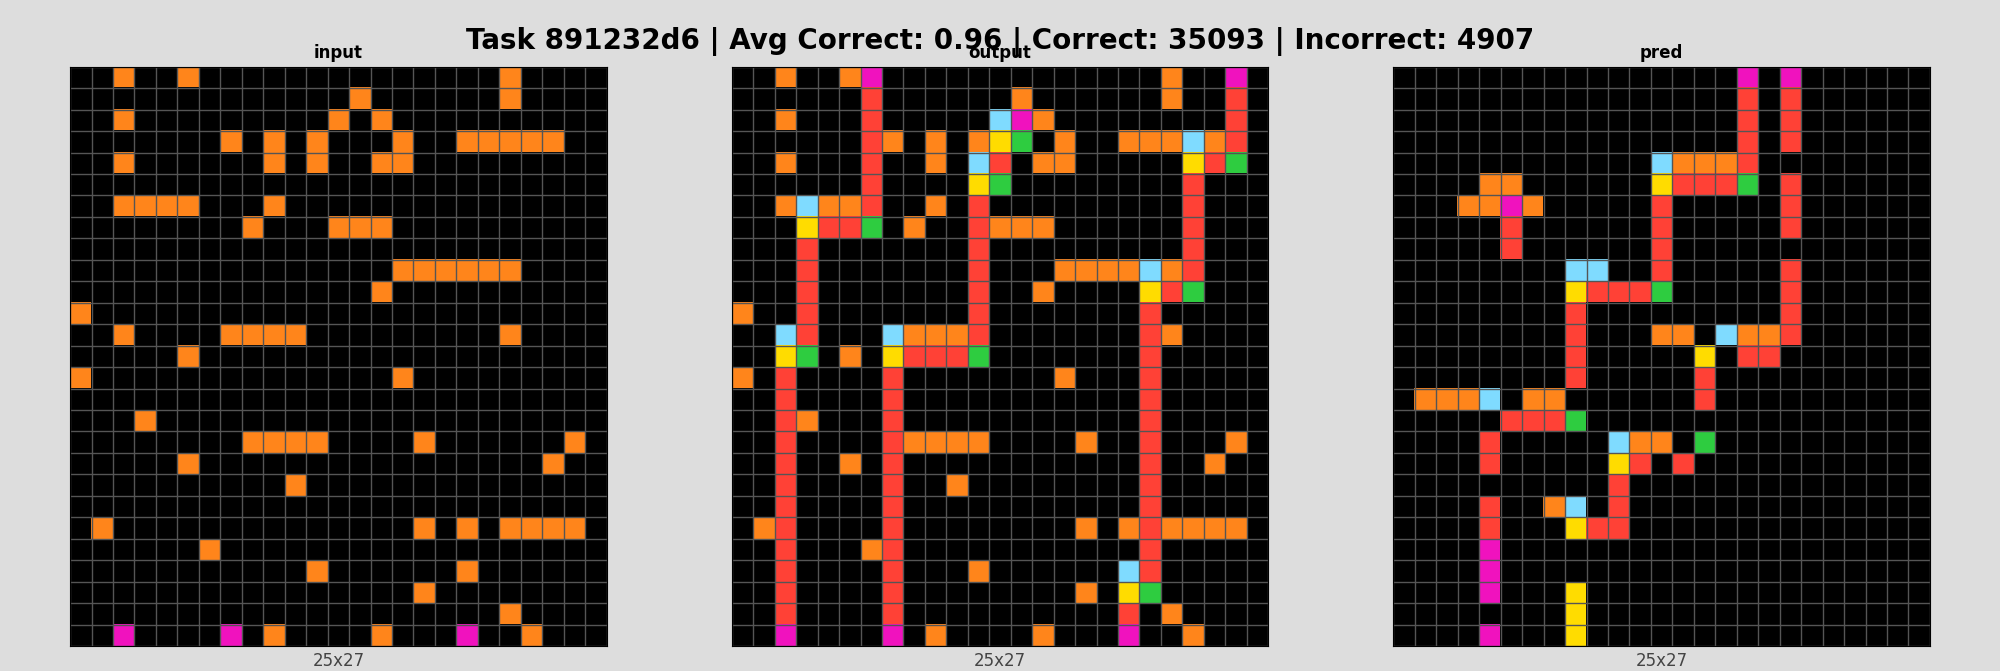 Task 891232d6 | Avg Correct: 0.96 | Correct: 35093 | Incorrect: 4907
input
output
pred
25x27
25x27
25x27